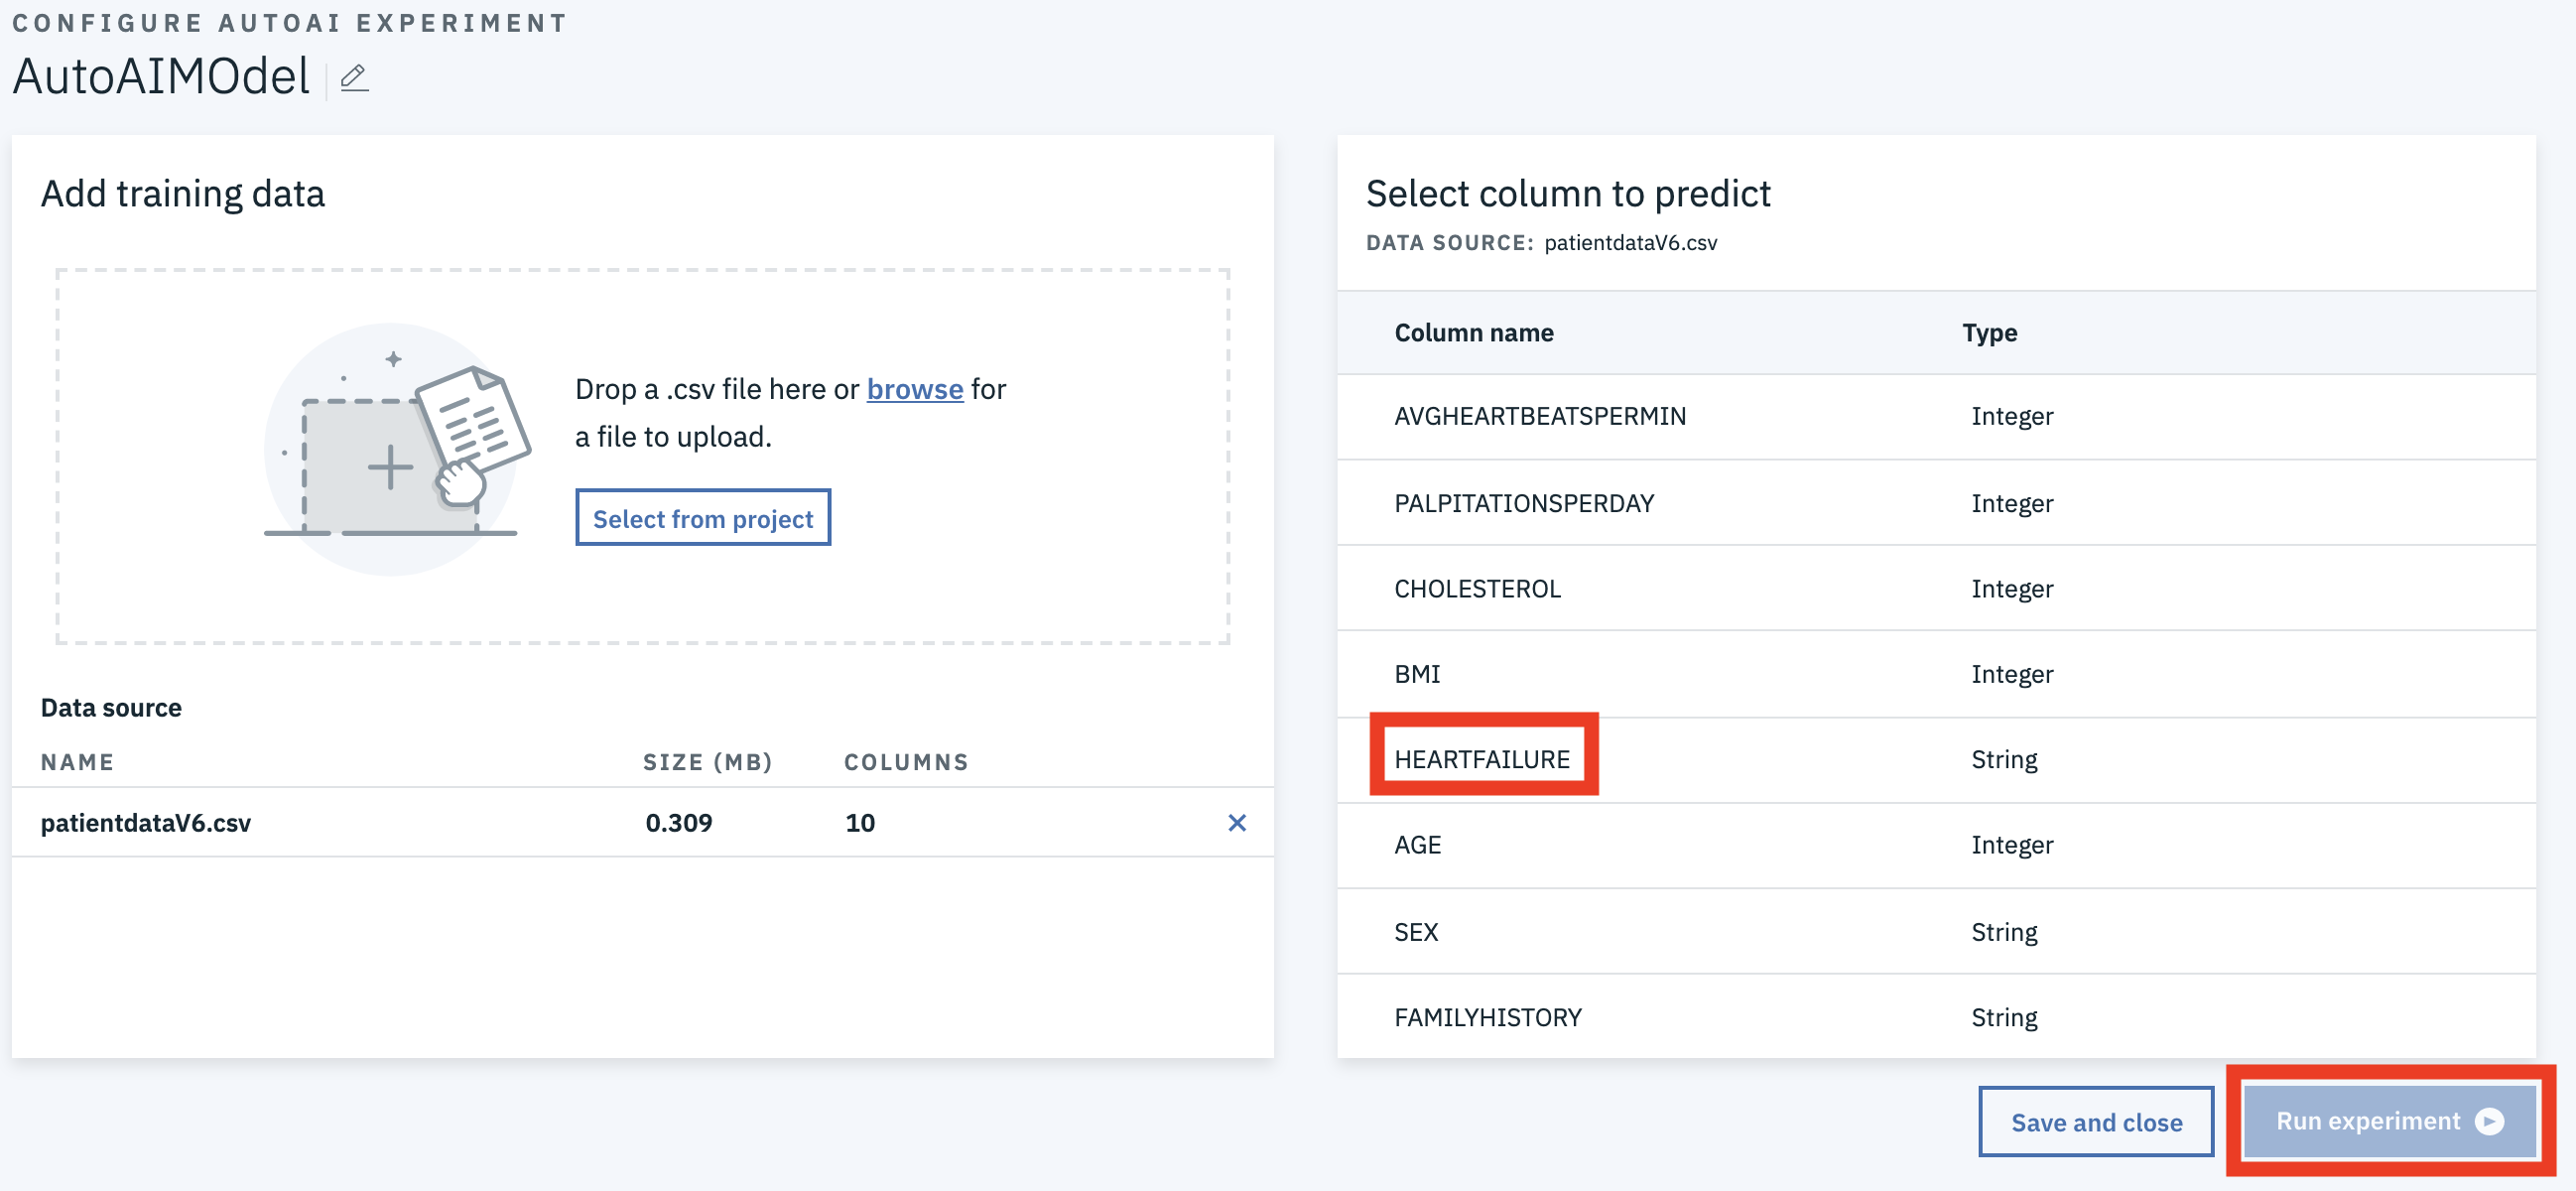 CONFIGURE AUTOAI EXPERIMENT
AutoAIMOdel
Add training data
Drop a .csv file here or browse for
a file to upload.
Select from project
Data source
NAME SIZE (MB) COLUMNS
patientdataV6.csv 0.309 10
Select column to predict
DATA SOURCE: patientdataV6.csv
Column name Type
AVGHEARTBEATSPERMIN Integer
PALPITATIONSPERDAY Integer
CHOLESTEROL Integer
BMI Integer
HEARTFAILURE String
AGE Integer
SEX String
FAMILYHISTORY String
Save and close
Run experiment